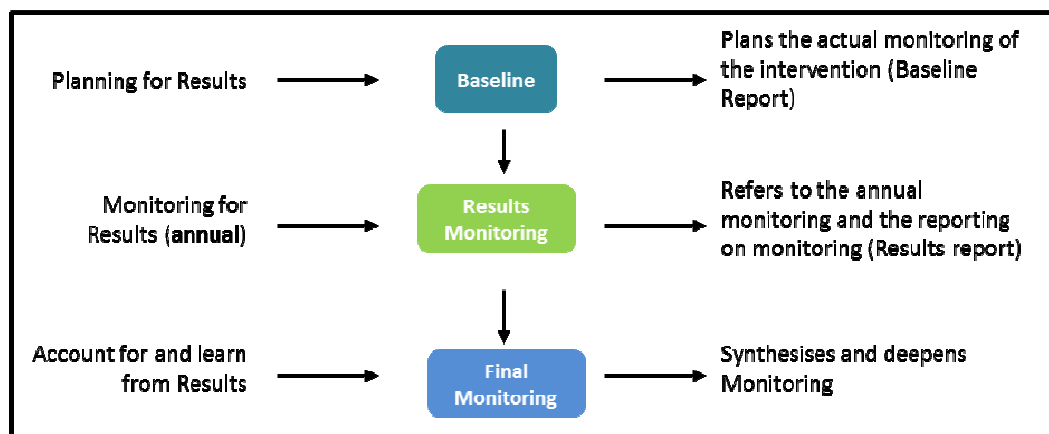 Planning for Results
Baseline
Plans the actual monitoring of
the intervention (Baseline
Report)
Monitoring for
Results (annual)
Results
Monitoring
Refers to the annual
monitoring and the reporting
on monitoring (Results report)
Account for and learn
from Results
Final
Monitoring
Synthesises and deepens
Monitoring